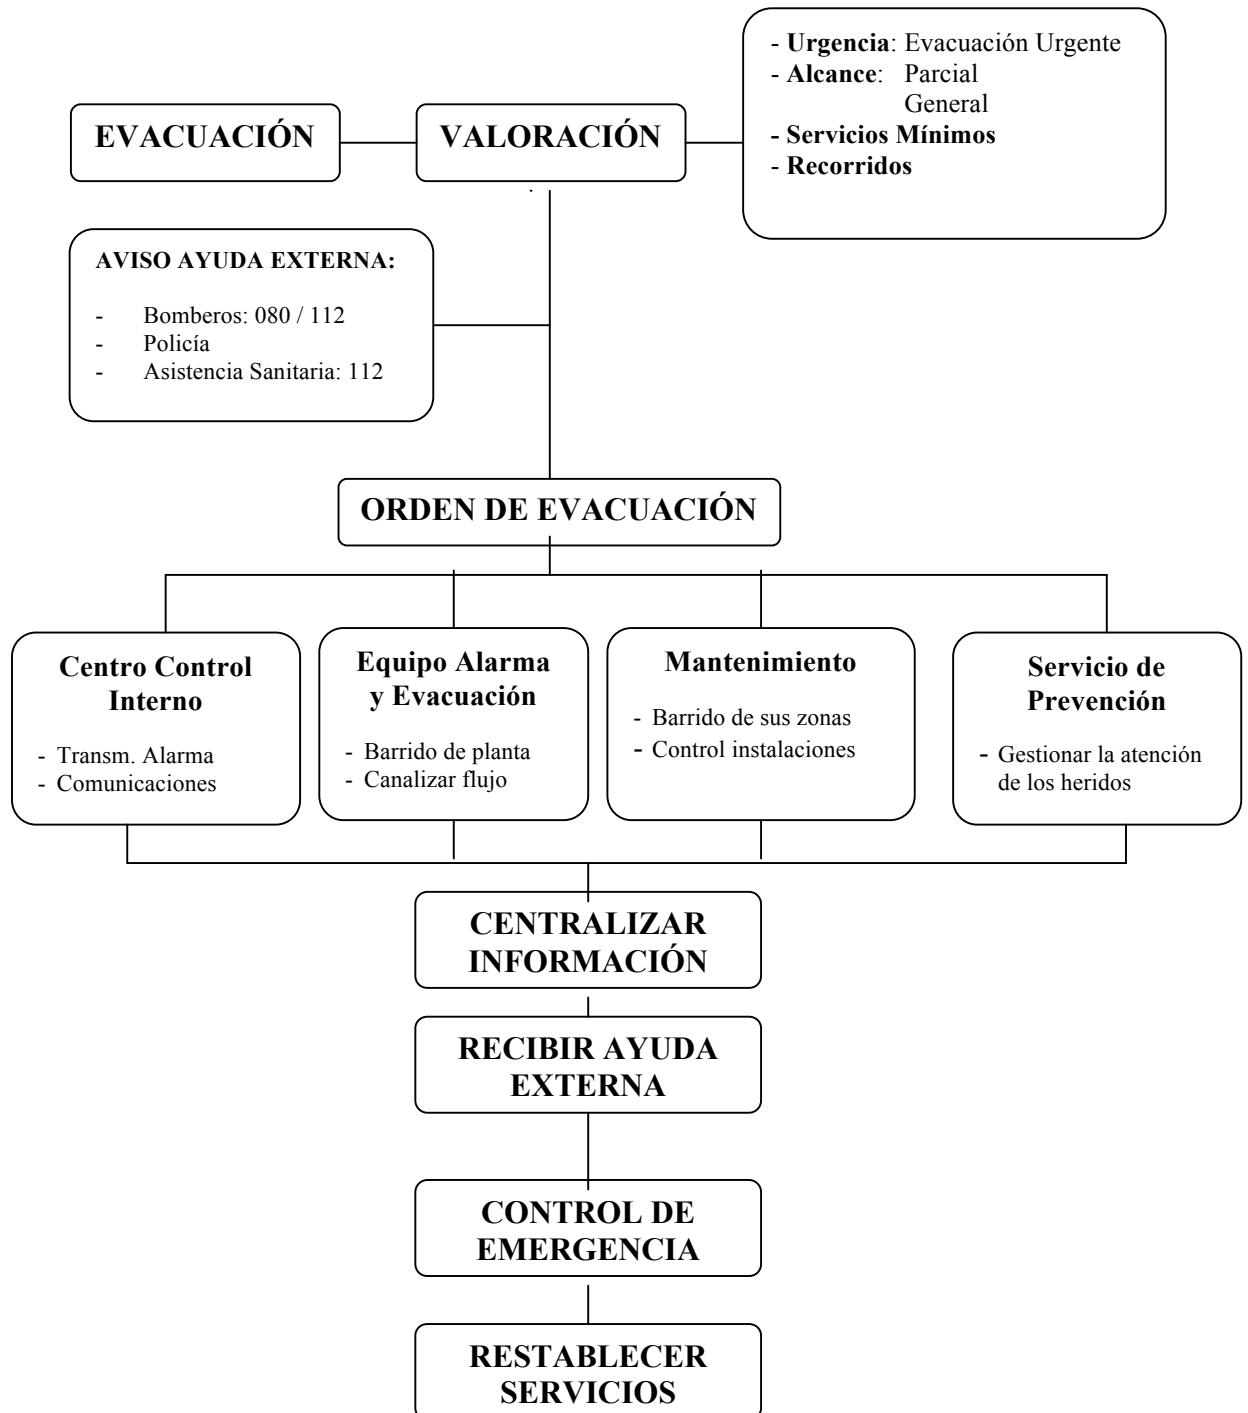 - Urgencia: Evacuación Urgente
- Alcance: Parcial
General
- Servicios Mínimos
- Recorridos
EVACUACIÓN
VALORACIÓN
AVISO AYUDA EXTERNA:
- Bomberos: 080 / 112
- Policía
- Asistencia Sanitaria: 112
ORDEN DE EVACUACIÓN
Centro Control
Interno
- Transm. Alarma
- Comunicaciones
Equipo Alarma
y Evacuación
- Barrido de planta
- Canalizar flujo
Mantenimiento
- Barrido de sus zonas
- Control instalaciones
Servicio de
Prevención
- Gestionar la atención
de los heridos
CENTRALIZAR
INFORMACIÓN
RECIBIR AYUDA
EXTERNA
CONTROL DE
EMERGENCIA
RESTABLECER
SERVICIOS